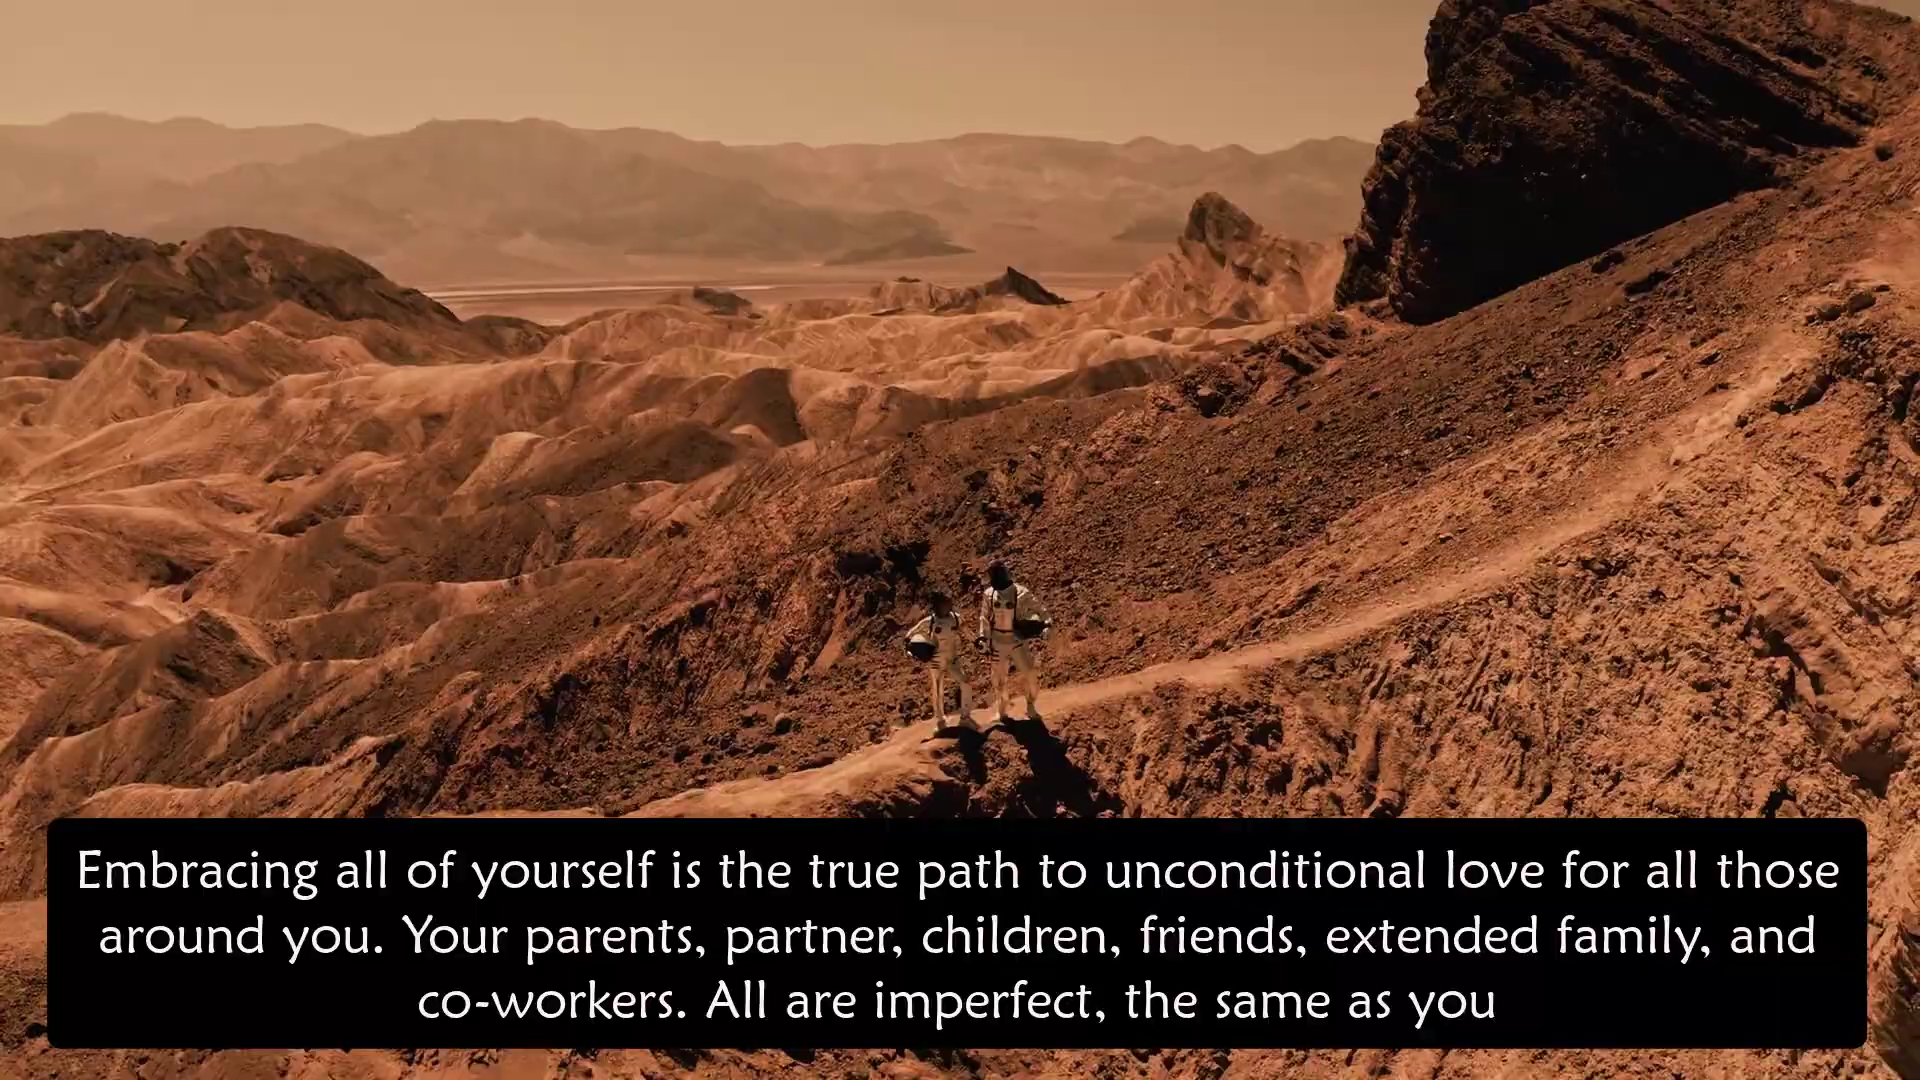 Embracing all of yourself is the true path to unconditional love for all those
around you. Your parents, partner, children, friends, extended family, and
co-workers. All are imperfect, the same as you